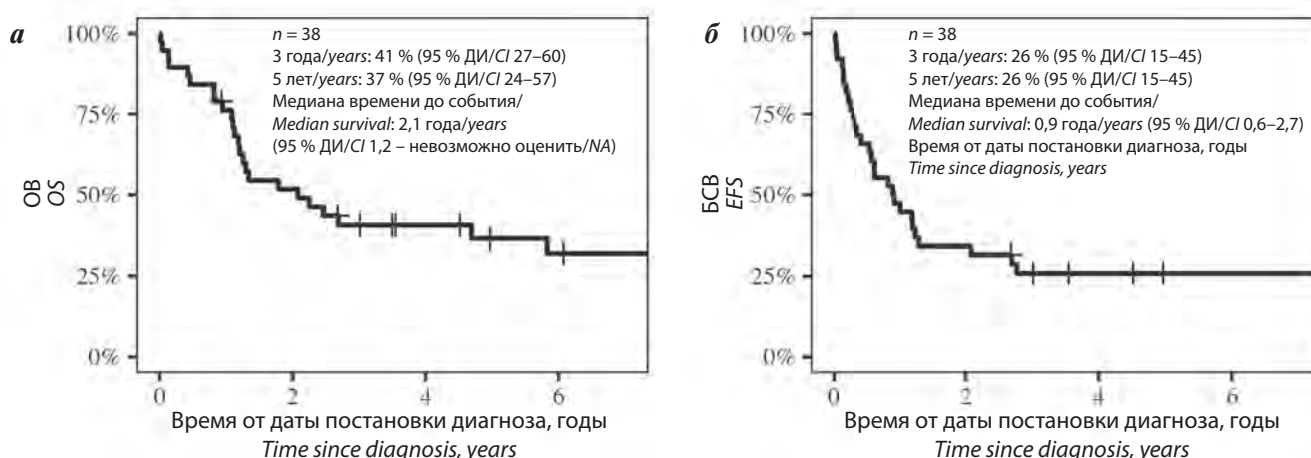 а
100%
75%
50%
25%
0%
ОВ
OS
n = 38
3 года/years: 41 % (95 % ДИ/CI 27–60)
5 лет/years: 37 % (95 % ДИ/CI 24–57)
Медиана времени до события/
Median survival: 2,1 года/years
(95 % ДИ/CI 1,2 – невозможно оценить/NA)
0 2 4 6
Время от даты постановки диагноза, годы
Time since diagnosis, years
б
100%
75%
50%
25%
0%
БСВ
EFS
n = 38
3 года/years: 26 % (95 % ДИ/CI 15–45)
5 лет/years: 26 % (95 % ДИ/CI 15–45)
Медиана времени до события/
Median survival: 0,9 года/years (95 % ДИ/CI 0,6–2,7)
Время от даты постановки диагноза, годы
Time since diagnosis, years
0 2 4 6
Время от даты постановки диагноза, годы
Time since diagnosis, years